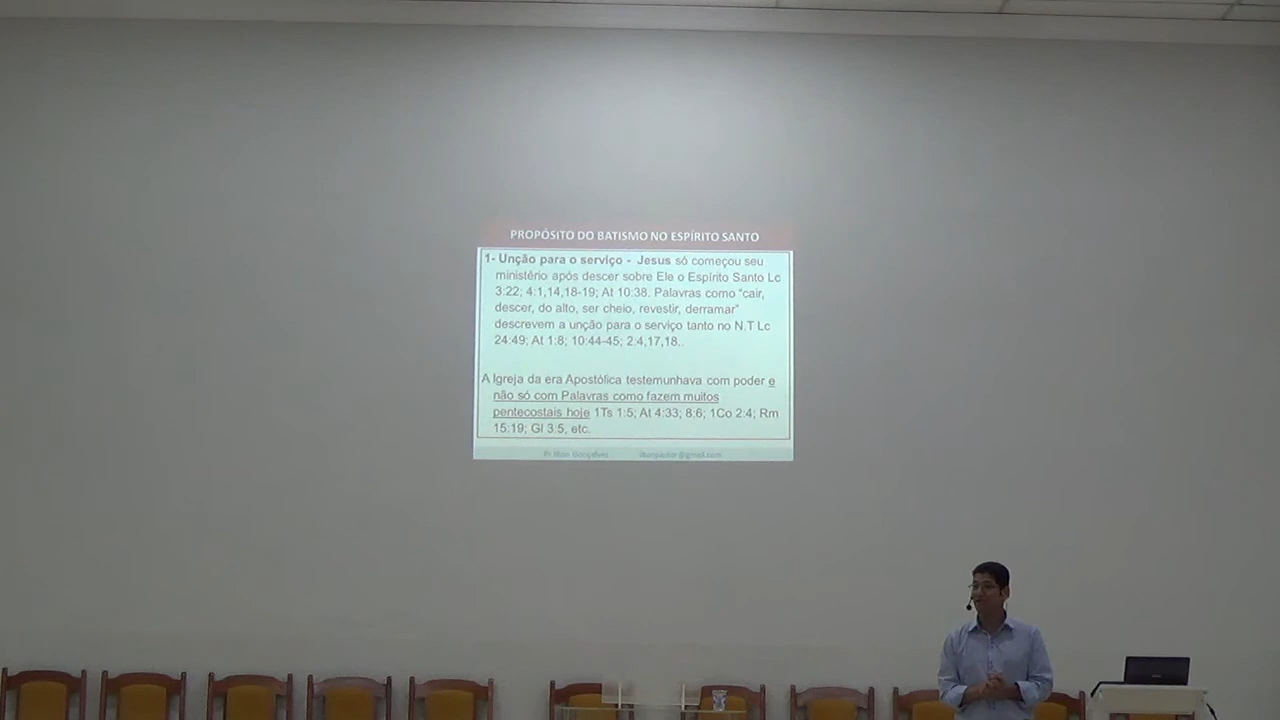 PROPÓSITO DO BATISMO NO ESPÍRITO SANTO
1- Unção para o serviço - Jesus só começou seu
ministério após descer sobre Ele o Espírito Santo Lc
3:22; 4:1,14,18-19; At 10:38. Palavras como "cair,
descer, do alto, ser cheio, revestir, derramar"
descrevem a unção para o serviço tanto no N.T Lc
24:49; At 1:8; 10:44-45; 2:4,17,18..
A Igreja da era Apostólica testemunhava com poder e
não só com Palavras como fazem muitos
pentecostais hoje 1Ts 1:5; At 4:33; 8:6; 1Co 2:4; Rm
15:19; Gl 3:5, etc.
Gonçalves